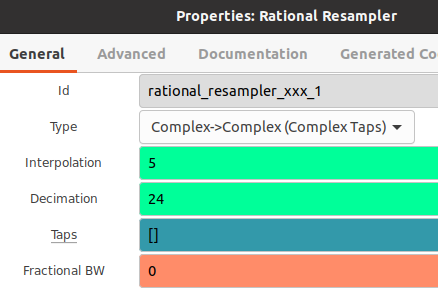 Properties: Rational Resampler
General Advanced Documentation Generated Co
Id rational_resampler_xxx_1
Type Complex->Complex (Complex Taps)
Interpolation 5
Decimation 24
Taps []
Fractional BW 0